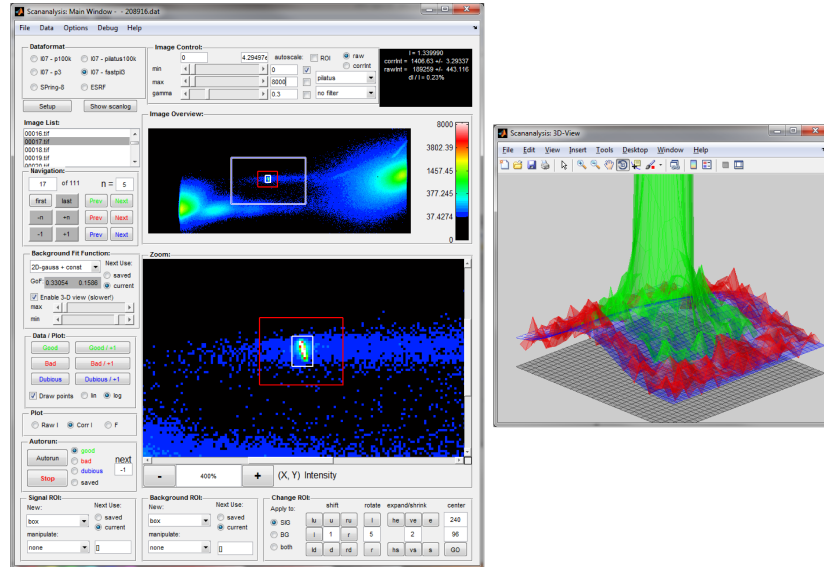 Scananalysis: Main Window - - 208916.dat
File Data Options Debug Help
Dataformat
I07 - p100k I07 - pilatus100k
I07 - p3 I07 - fastpil3
SPring-8 ESRF
Setup Show scanlog
Image List:
00016.tif
00017.tif
00018.tif
00019.tif
Navigation:
17 of 111 n = 5
first last Prev Next
-n +n Prev Next
-1 +1 Prev Next
Background Fit Function:
2D-gauss + const Next Use:
saved
GoF: 0.33054 0.1586 current
Enable 3-D view (slower!)
max
min
Data / Plot:
Good Good / +1
Bad Bad / +1
Dubious Dubious / +1
Draw points lin log
Plot
Raw I Corr I F
Autorun:
Autorun good
bad next
dubious -1
Stop saved
Signal ROI:
New: Next Use:
box saved
current
manipulate:
none []
Image Control:
0 4.29497e autoscale: ROI raw
corrInt
min 0
max 8000 pilatus
gamma 0.3 no filter
I = 1.339990
corrInt = 1406.63 +/- 3.29337
rawInt = 189259 +/- 443.116
dI / I = 0.23%
Image Overview:
8000
3802.39
1457.45
377.245
37.4274
0
Zoom:
- 400% + (X, Y) Intensity
Background ROI:
New: Next Use:
box saved
current
manipulate:
none []
Change ROI:
Apply to: shift rotate expand/shrink center
SIG lu u ru l he ve e 240
BG l 1 r 5 2 96
both ld d rd r hs vs s GO
Scananalysis: 3D-View
File Edit View Insert Tools Desktop Window Help